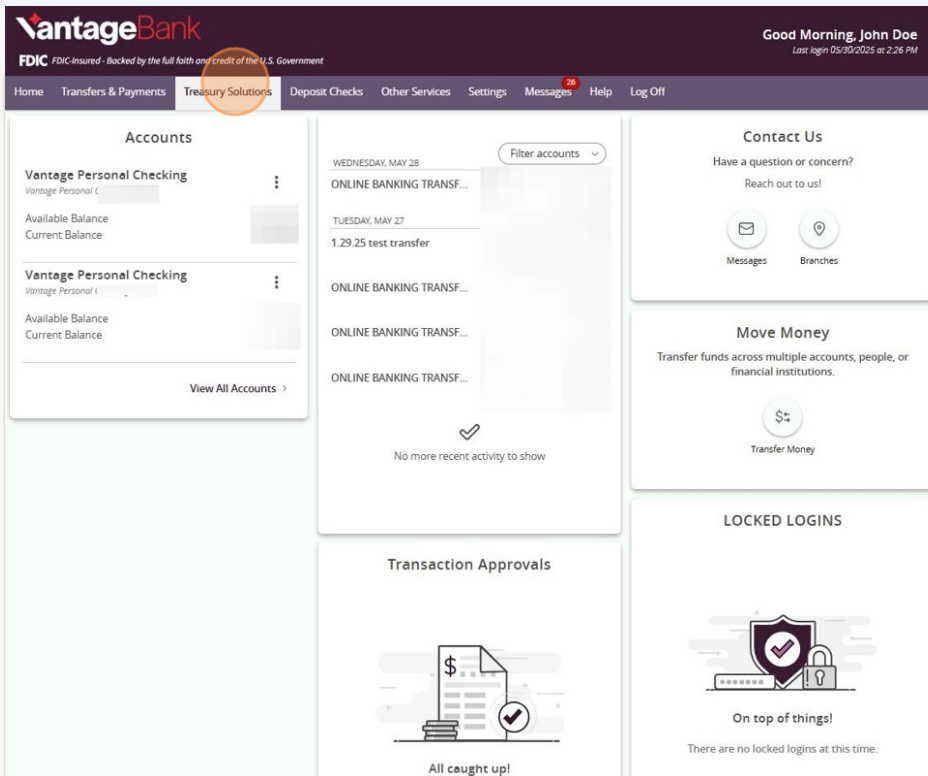 VantageBank
FDIC FDIC-Insured - Backed by the full faith and credit of the U.S. Government
Good Morning, John Doe
Last login 05/30/2025 at 2:26 PM
Home Transfers & Payments Treasury Solutions Deposit Checks Other Services Settings Messages 26 Help Log Off
Accounts
Vantage Personal Checking
Vantage Personal
Available Balance
Current Balance
Vantage Personal Checking
Vantage Personal
Available Balance
Current Balance
View All Accounts
Filter accounts
WEDNESDAY, MAY 28
ONLINE BANKING TRANSF...
TUESDAY, MAY 27
1.29.25 test transfer
ONLINE BANKING TRANSF...
ONLINE BANKING TRANSF...
ONLINE BANKING TRANSF...
No more recent activity to show
Transaction Approvals
$
All caught up!
Contact Us
Have a question or concern?
Reach out to us!
Messages Branches
Move Money
Transfer funds across multiple accounts, people, or
financial institutions.
$
Transfer Money
LOCKED LOGINS
On top of things!
There are no locked logins at this time.